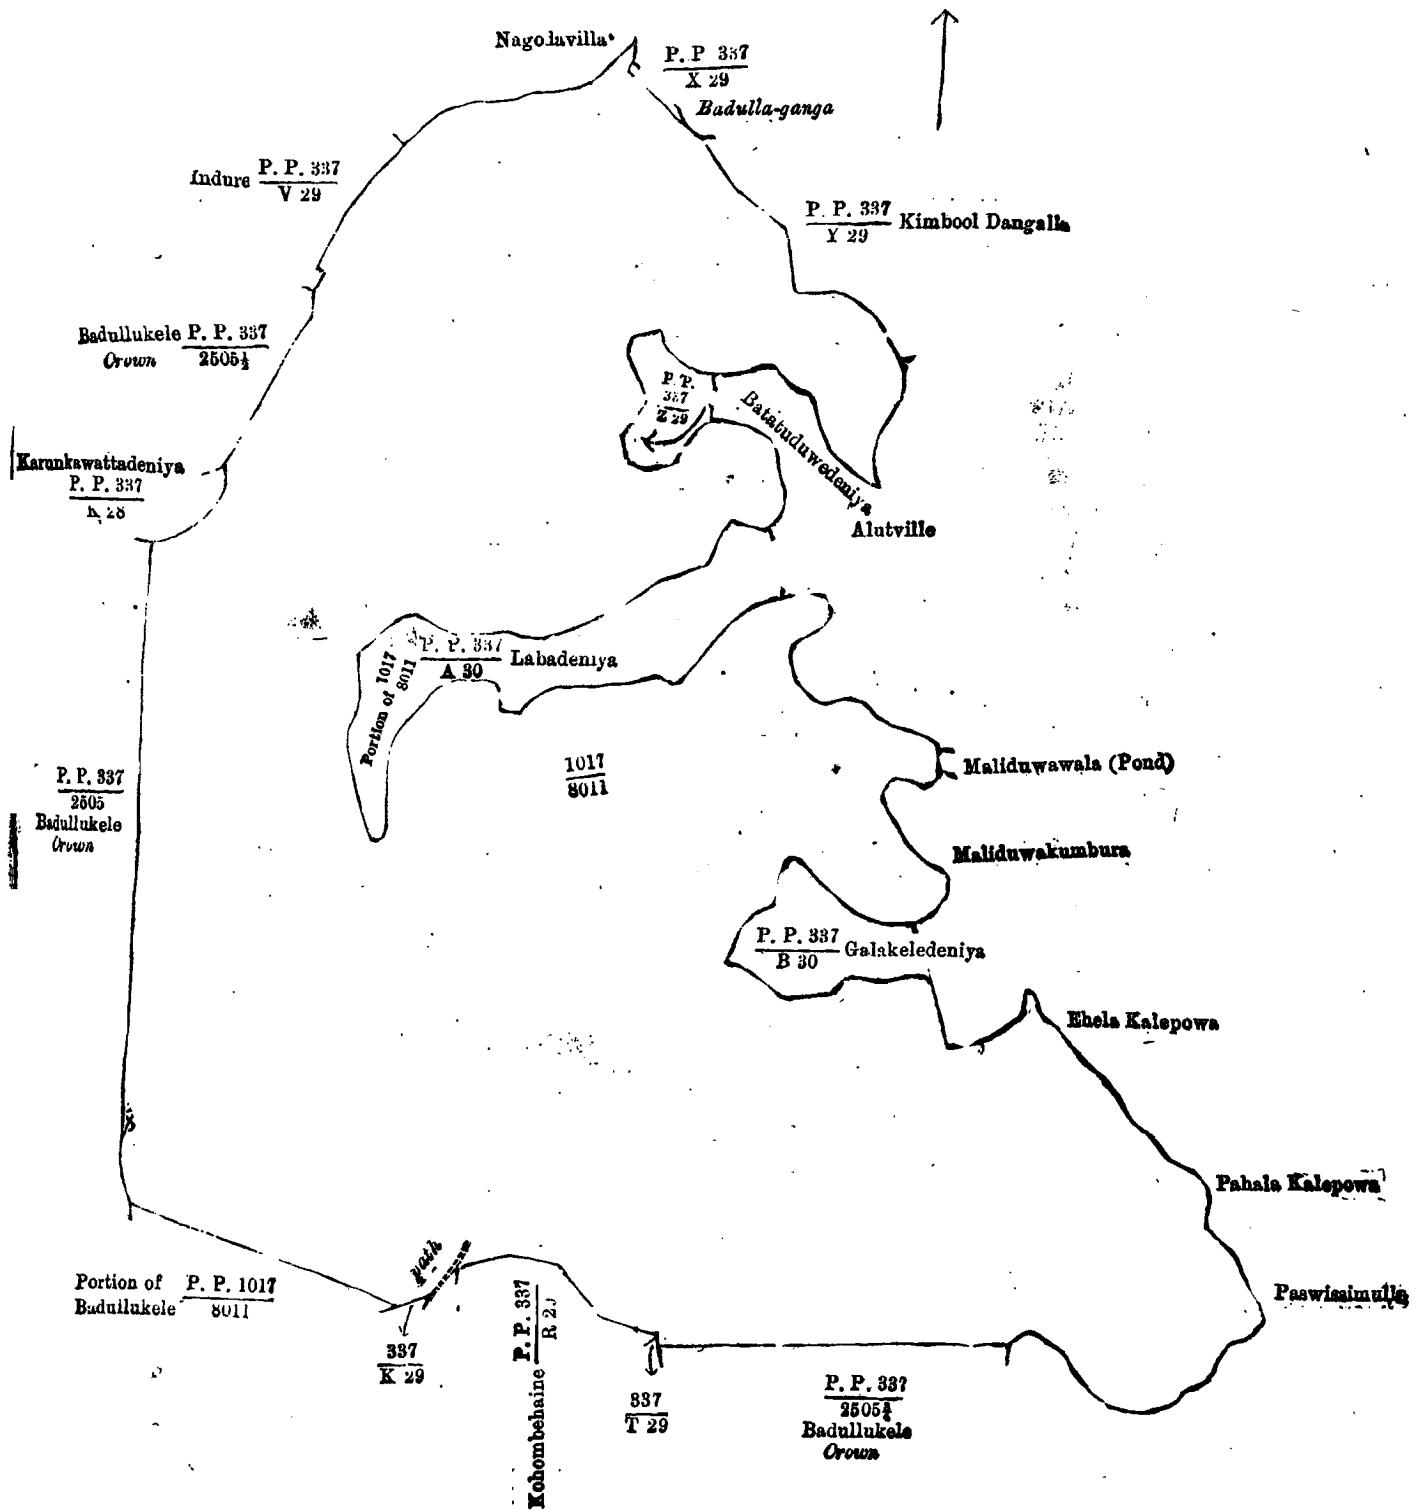 Nagolavilla
P. P 337
X 29
Badulla-ganga
Indure P. P. 337
V 29
P. P. 337 Kimbool Dangalla
Y 29
Badullukele P. P. 337
Crown 2505½
P. P.
337
Z 29
Batatuduwedeniya
Alutville
Karunkawattadeniya
P. P. 337
28
Portion of 1017
8011
P. P. 337 Labadeniya
A 30
1017
8011
Maliduwawala (Pond)
P. P. 337
2505
Badullukele
Crown
Maliduwakumbura
P. P. 337 Galakeledeniya
B 30
Ehela Kalepowa
Pahala Kalepowa
Paswissimulla
path
Portion of P. P. 1017
Badullukele 8011
337
K 29
Kohombehaine P. P. 337
R
337
T 29
P. P. 337
Badullukele
Crown